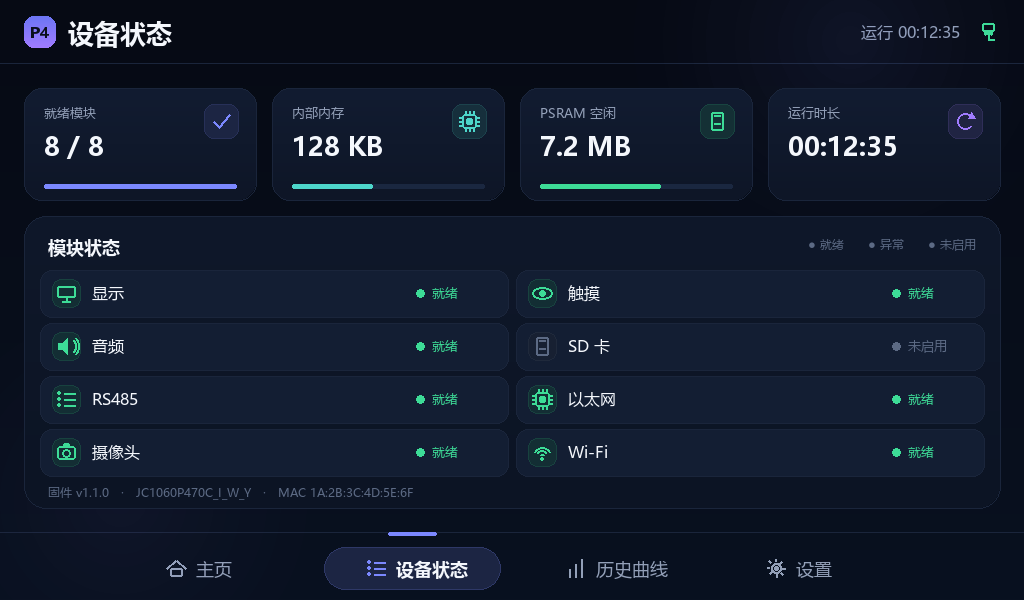 P4 设备状态 运行 00:12:35
就绪模块
8 / 8
内部内存
128 KB
PSRAM 空闲
7.2 MB
运行时长
00:12:35
模块状态 就绪 异常 未启用
显示 就绪
触摸 就绪
音频 就绪
SD 卡 未启用
RS485 就绪
以太网 就绪
摄像头 就绪
Wi-Fi 就绪
固件 v1.1.0 · JC1060P470C_I_W_Y · MAC 1A:2B:3C:4D:5E:6F
主页 设备状态 历史曲线 设置